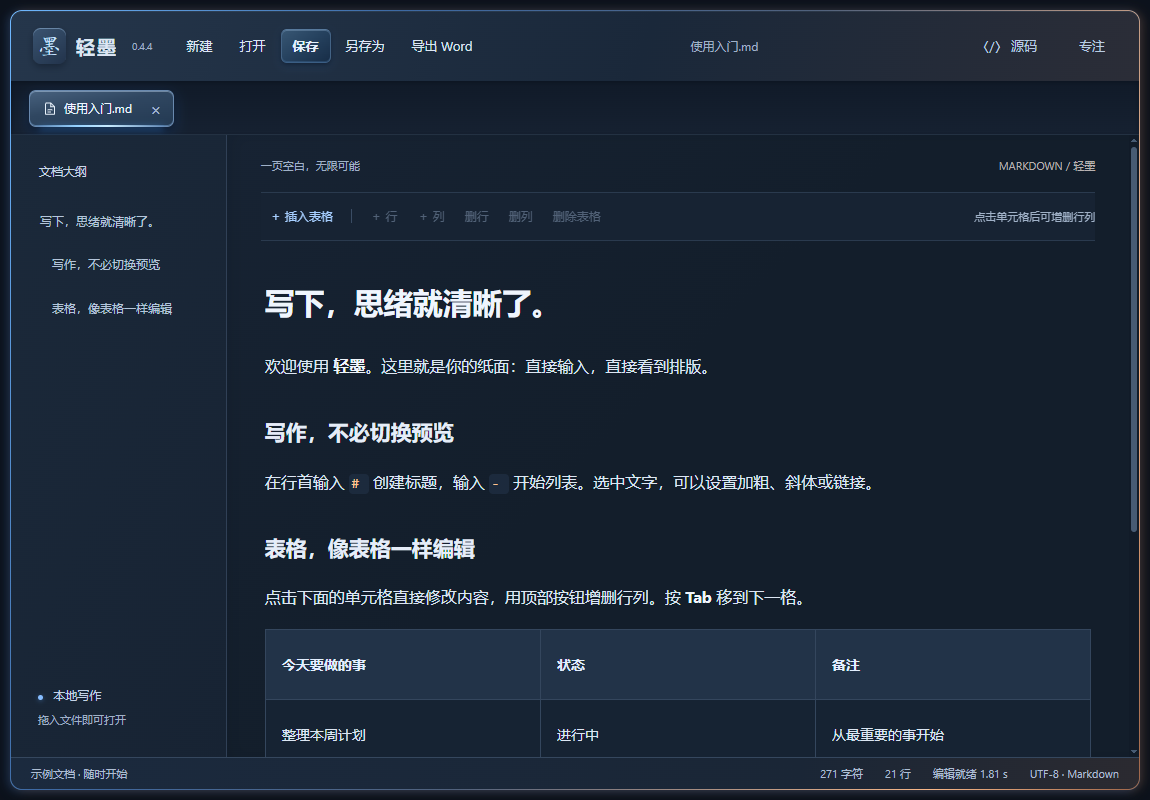 墨 轻墨 0.4.4 新建 打开 保存 另存为 导出 Word 使用入门.md </> 源码 专注
使用入门.md ×
文档大纲
写下，思绪就清晰了。
写作，不必切换预览
表格，像表格一样编辑
本地写作
拖入文件即可打开
一页空白，无限可能 MARKDOWN / 轻墨
+ 插入表格 + 行 + 列 删行 删列 删除表格 点击单元格后可增删行列
写下，思绪就清晰了。
欢迎使用 轻墨。这里就是你的纸面：直接输入，直接看到排版。
写作，不必切换预览
在行首输入 # 创建标题，输入 - 开始列表。选中文字，可以设置加粗、斜体或链接。
表格，像表格一样编辑
点击下面的单元格直接修改内容，用顶部按钮增删行列。按 Tab 移到下一格。
今天要做的事 状态 备注
整理本周计划 进行中 从最重要的事开始
示例文档 · 随时开始 271 字符 21 行 编辑就绪 1.81 s UTF-8 · Markdown